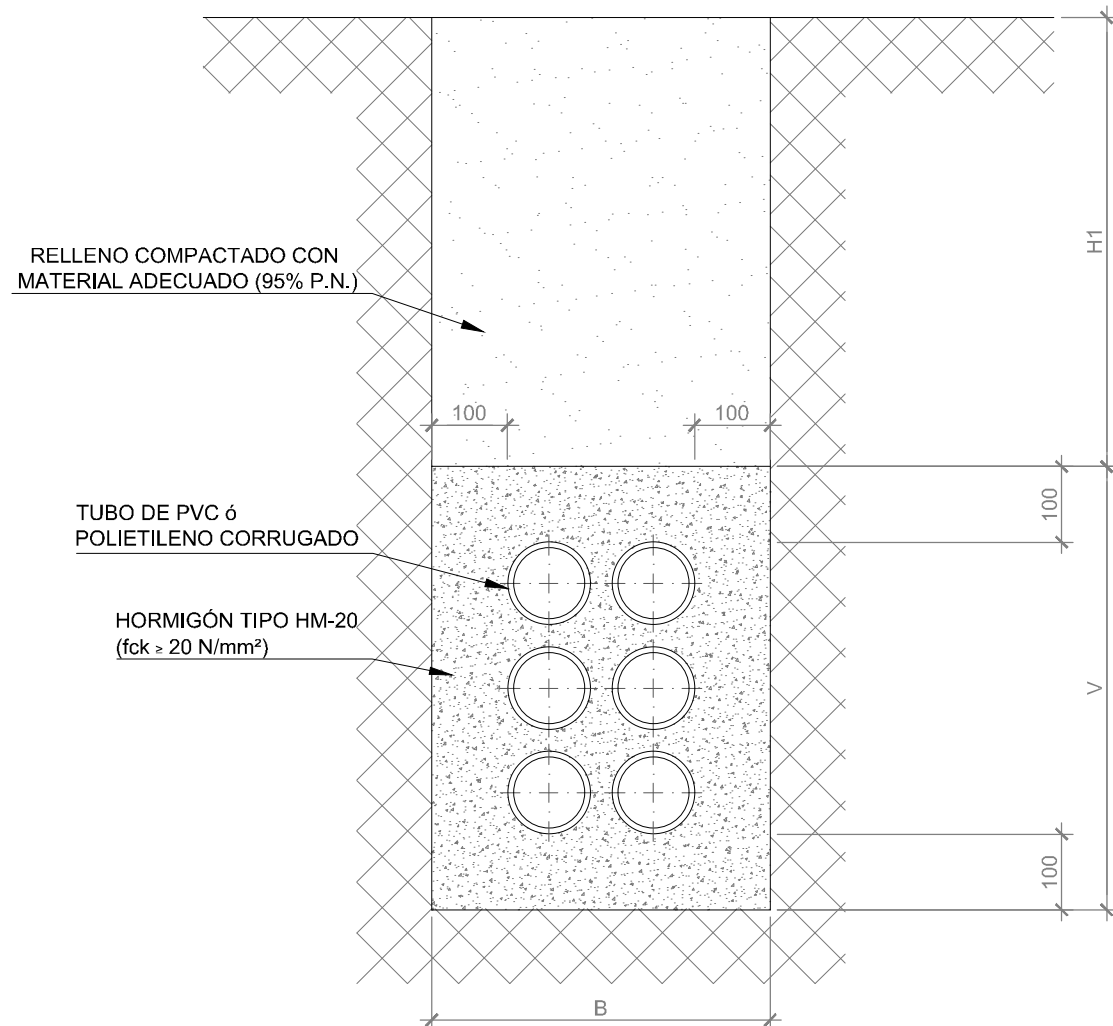 H1
RELLENO COMPACTADO CON
MATERIAL ADECUADO (95% P.N.)
100
100
100
TUBO DE PVC ó
POLIETILENO CORRUGADO
HORMIGÓN TIPO HM-20
(fck ≥ 20 N/mm²)
V
100
B